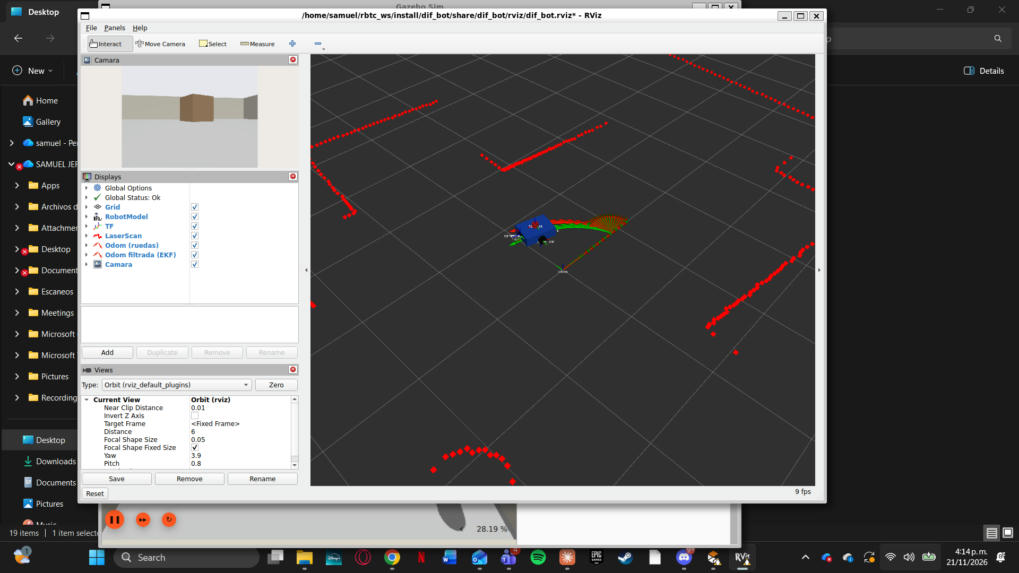 Desktop
Gazebo Sim
/home/samuel/rbtc_ws/install/dif_bot/share/dif_bot/rviz/dif_bot.rviz* - RViz
File Panels Help
Interact Move Camera Select Measure
New
Details
Camara
Home
Gallery
samuel - Pe
SAMUEL JEF
Apps
Archivos d
Attachme
Desktop
Document
Escaneos
Meetings
Microsoft
Microsoft
Pictures
Recording
Desktop
Downloads
Documents
Pictures
Music
19 items 1 item selecte
Displays
Global Options
Global Status: Ok
Grid
RobotModel
TF
LaserScan
Odom (ruedas)
Odom filtrada (EKF)
Camara
Add Duplicate Remove Rename
Views
Type: Orbit (rviz_default_plugins) Zero
Current View Orbit (rviz)
Near Clip Distance 0.01
Invert Z Axis
Target Frame <Fixed Frame>
Distance 6
Focal Shape Size 0.05
Focal Shape Fixed Size
Yaw 3.9
Pitch 0.8
Save Remove Rename
Reset
9 fps
28.19 %
Search
4:14 p.m.
21/11/2026